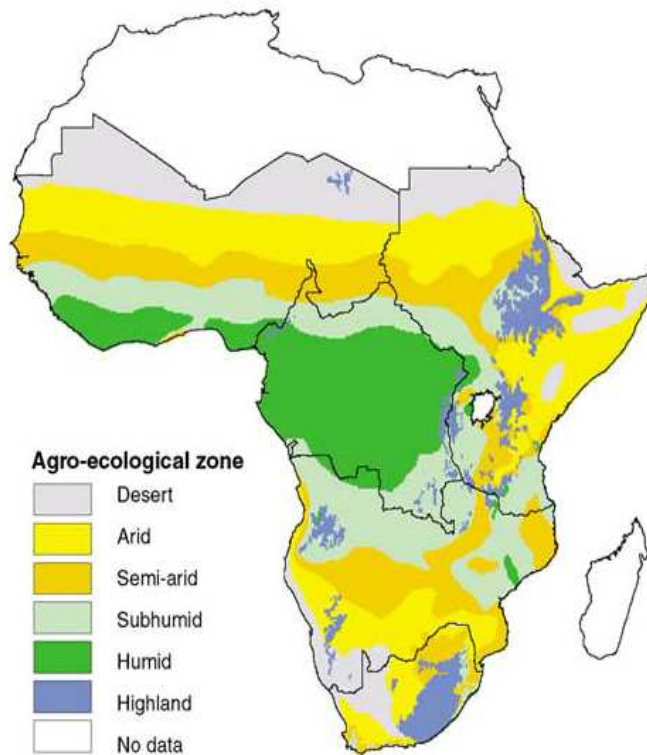 Agro-ecological zone
Desert
Arid
Semi-arid
Subhumid
Humid
Highland
No data